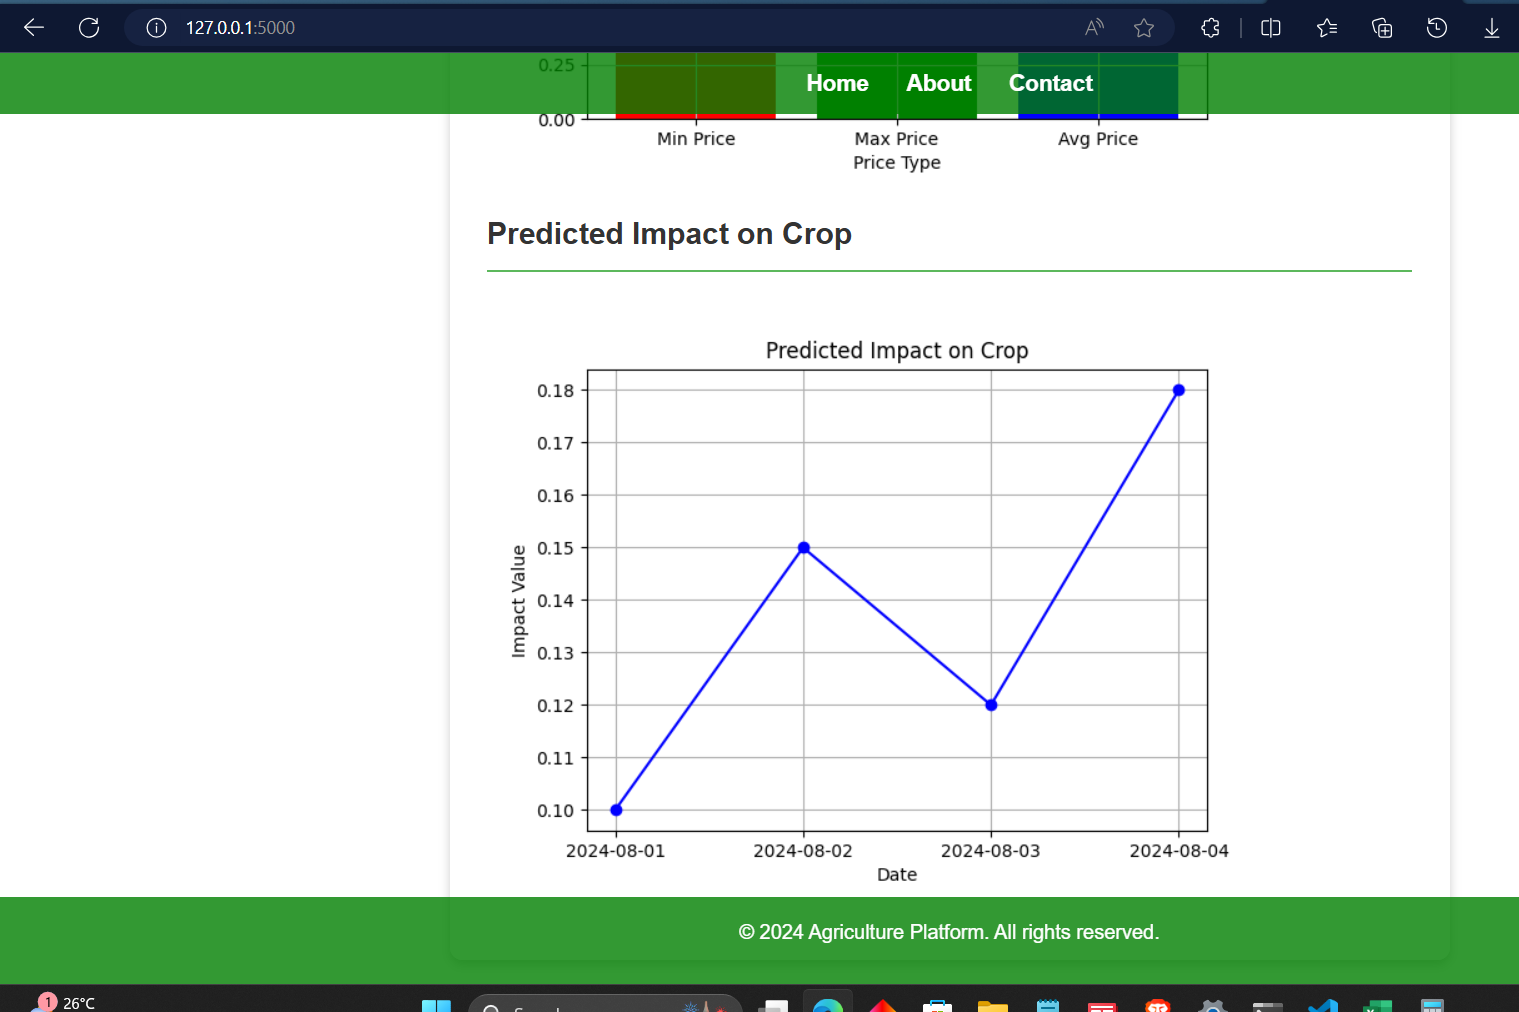 127.0.0.1:5000
Home About Contact
0.25
0.00
Min Price Max Price Avg Price
Price Type
Predicted Impact on Crop
Predicted Impact on Crop
0.18
0.17
0.16
0.15
0.14
0.13
0.12
0.11
0.10
Impact Value
2024-08-01 2024-08-02 2024-08-03 2024-08-04
Date
© 2024 Agriculture Platform. All rights reserved.
1 26°C